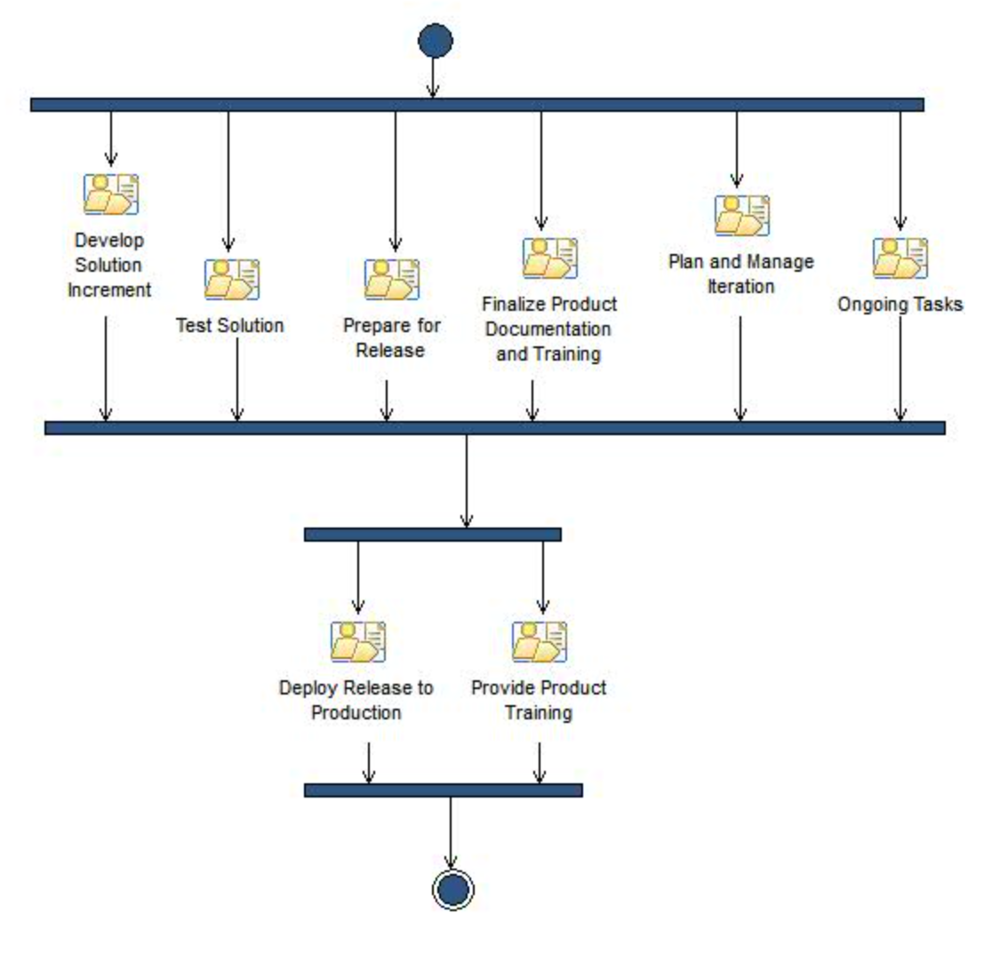 Develop
Solution
Increment
Test Solution
Prepare for
Release
Finalize Product
Documentation
and Training
Plan and Manage
Iteration
Ongoing Tasks
Deploy Release to
Production
Provide Product
Training